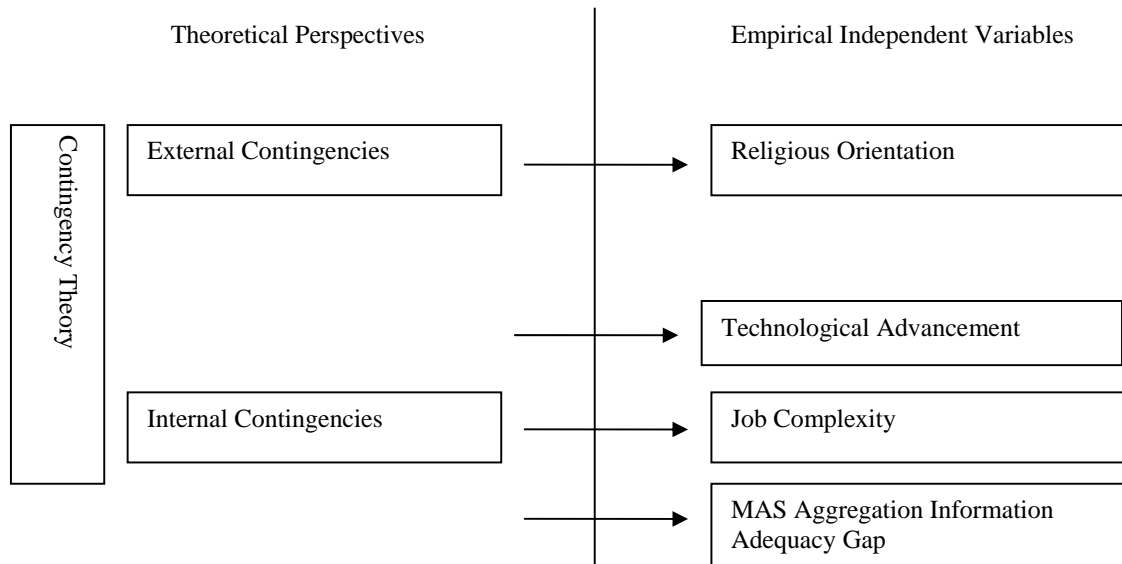 Theoretical Perspectives
Empirical Independent Variables
Contingency Theory
External Contingencies
Religious Orientation
Technological Advancement
Internal Contingencies
Job Complexity
MAS Aggregation Information
Adequacy Gap